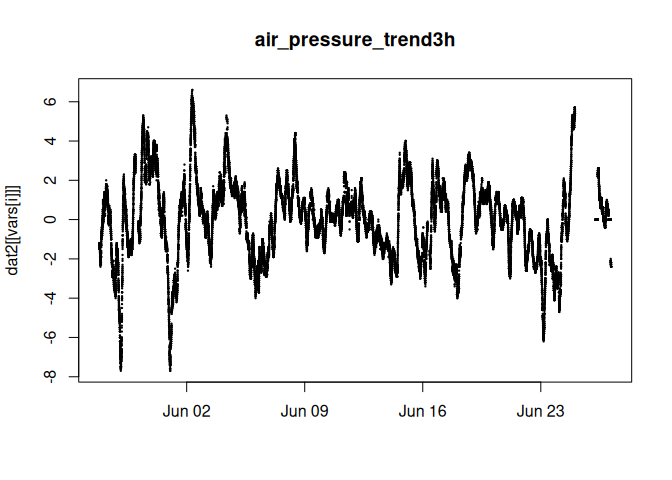 air_pressure_trend3h
dat2[[vars[i]]]
6
4
2
0
-2
-4
-6
-8
Jun 02
Jun 09
Jun 16
Jun 23